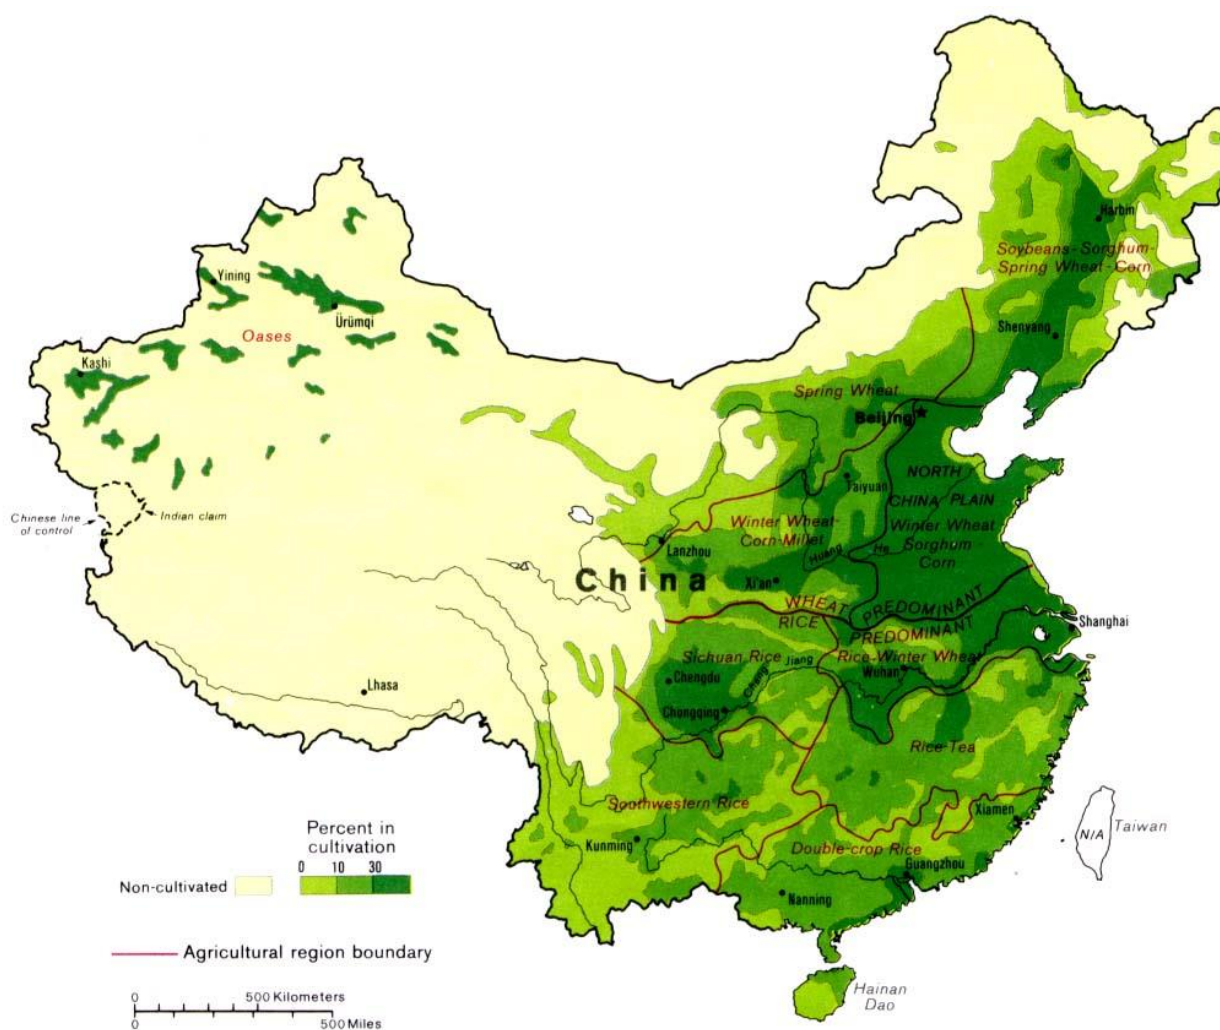 Harbin
Soybeans-Sorghum-
Spring Wheat-Corn
Shenyang
Yining
Ürümqi
Oases
Kashi
Spring Wheat
Beijing
NORTH
CHINA PLAIN
Taiyuan
Chinese line
of control
Indian claim
Winter Wheat-
Corn-Millet
Winter Wheat
Sorghum
Corn
Lanzhou
Huang
He
China
Xi'an
WHEAT
PREDOMINANT
RICE
PREDOMINANT
Shanghai
Sichuan Rice
Jiang
Rice-Winter Wheat
Chang
Wuhan
Chengdu
Lhasa
Chongqing
Rice-Tea
Southwestern Rice
Xiamen
N/A
Taiwan
Kunming
Double-crop Rice
Guangzhou
Nanning
Hainan
Dao
Percent in
cultivation
0 10 30
Non-cultivated
Agricultural region boundary
0 500 Kilometers
0 500 Miles